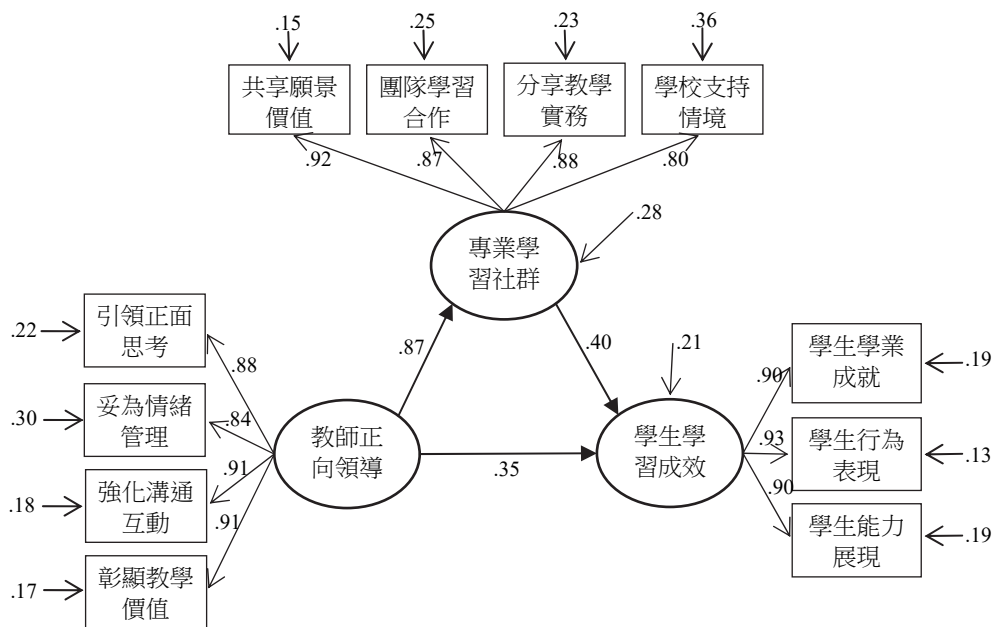 .15
.25
.23
.36
共享願景
價值
團隊學習
合作
分享教學
實務
學校支持
情境
.92
.87
.88
.80
專業學
習社群
.28
引領正面
思考
.22
.88
妥為情緒
管理
.30
.84
強化溝通
互動
.18
.91
彰顯教學
價值
.17
.91
教師正
向領導
.87
.40
.35
.21
學生學
習成效
.90
學生學業
成就
.19
.93
學生行為
表現
.13
.90
學生能力
展現
.19